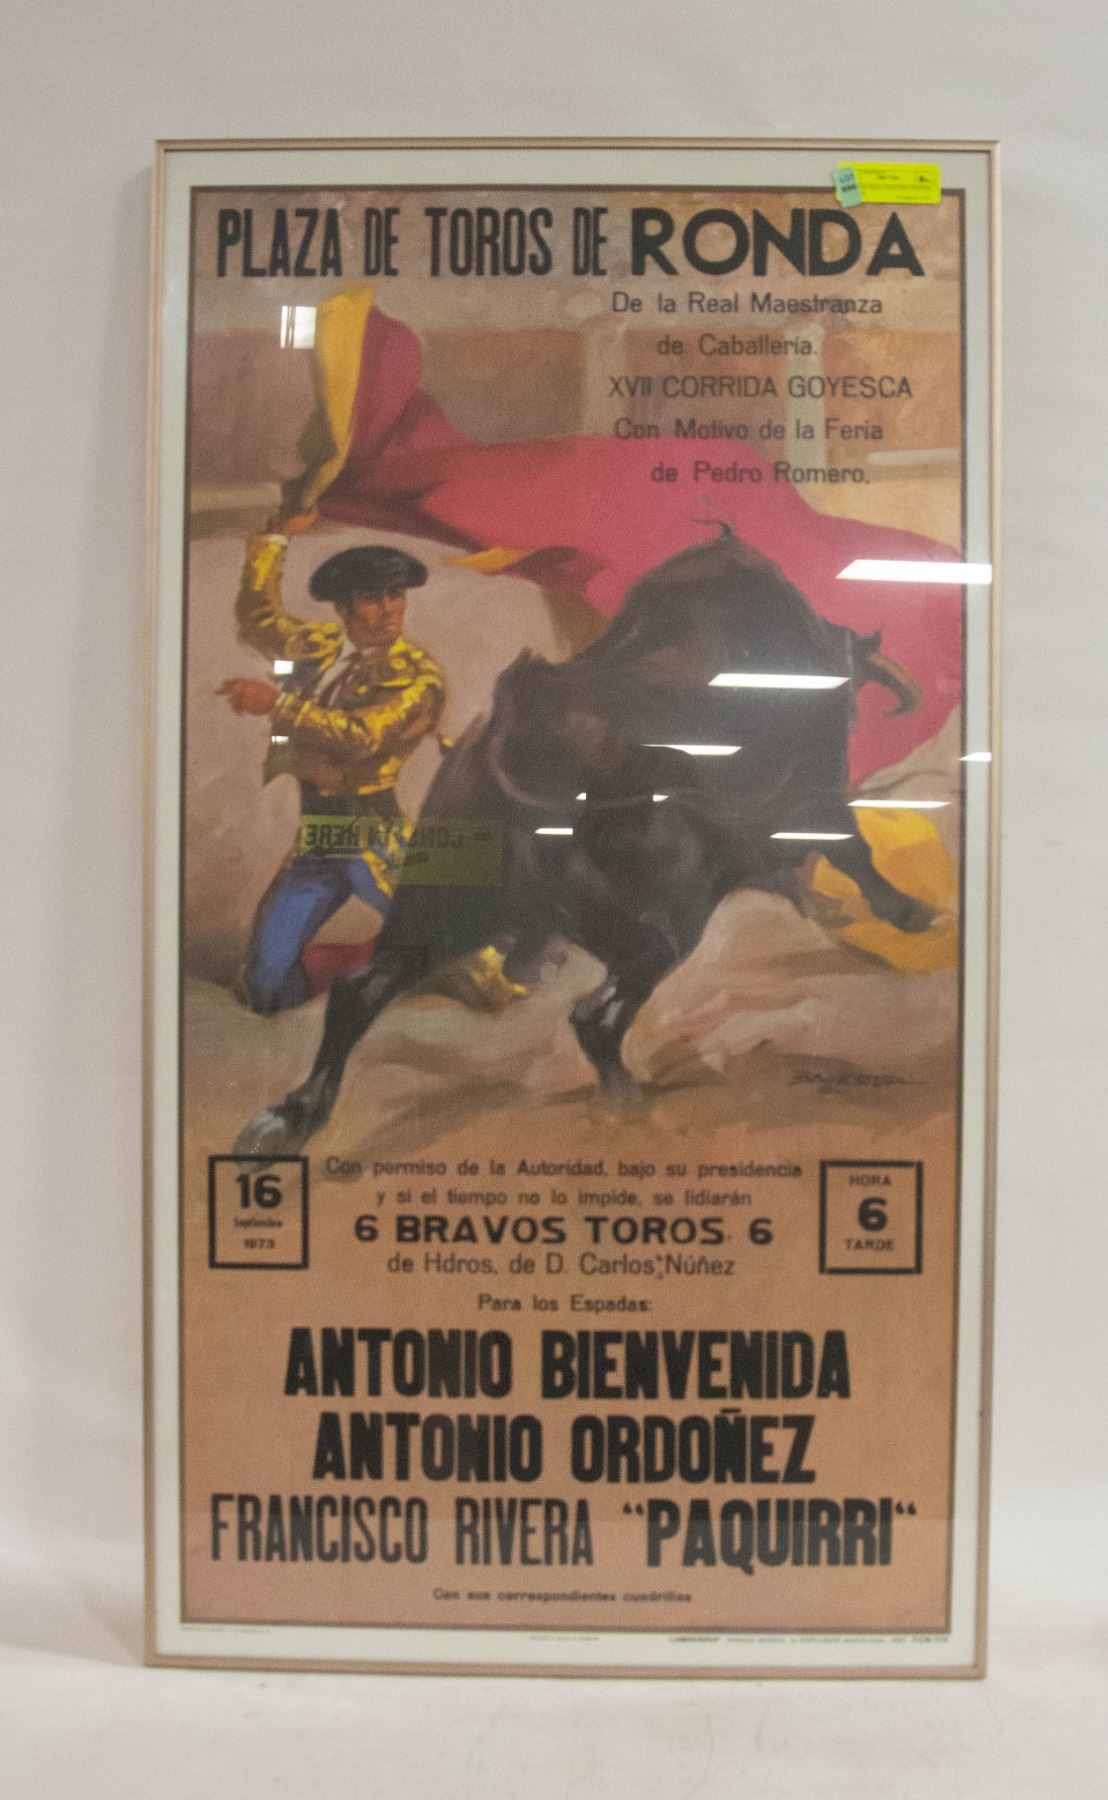 PLAZA DE TOROS DE RONDA
De la Real Maestranza
de Caballería.
XVII CORRIDA GOYESCA
Con Motivo de la Feria
de Pedro Romero.
16
Septiembre
1973
Con permiso de la Autoridad, bajo su presidencia
y si el tiempo no lo impide, se lidiarán
6 BRAVOS TOROS. 6
de Hdros. de D. Carlos Núñez
HORA
6
TARDE
Para los Espadas:
ANTONIO BIENVENIDA
ANTONIO ORDOÑEZ
FRANCISCO RIVERA “PAQUIRRI“
Con sus correspondientes cuadrillas
LOT